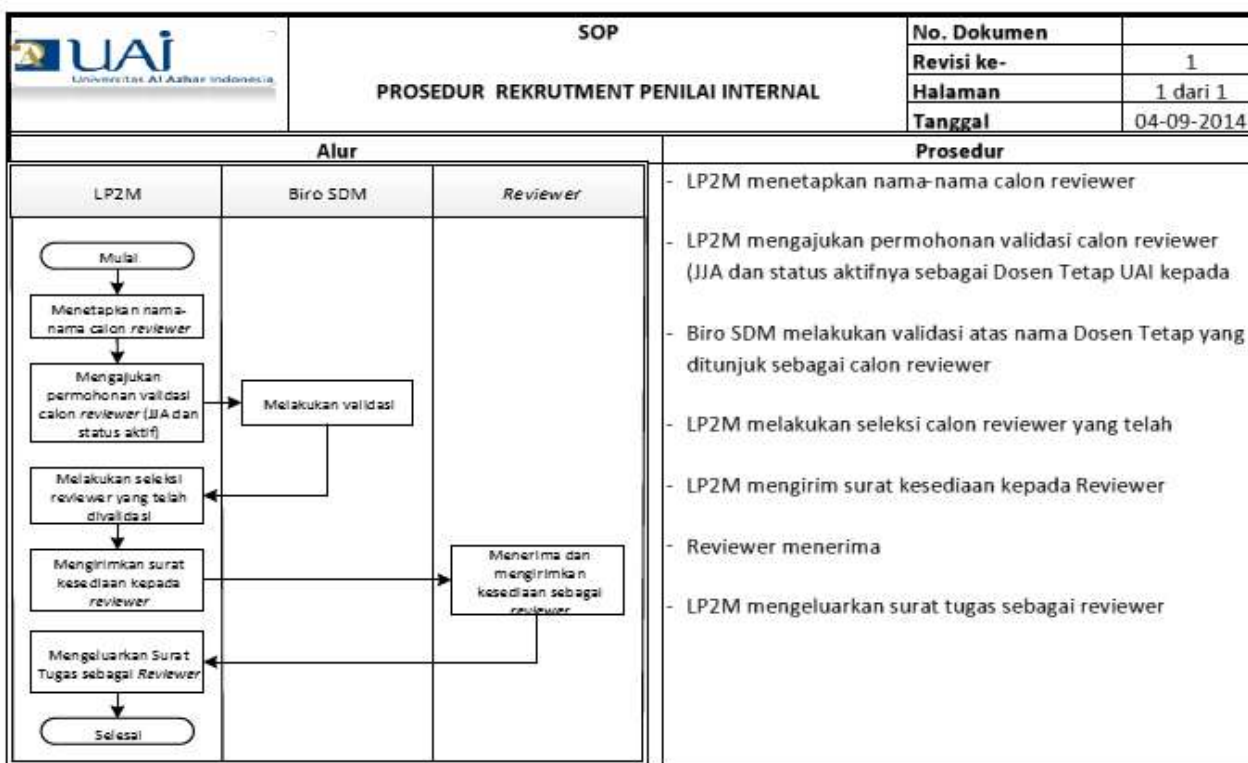 UAI
Universitas Al Azhar Indonesia
SOP
PROSEDUR REKRUTMENT PENILAI INTERNAL
No. Dokumen
Revisi ke- 1
Halaman 1 dari 1
Tanggal 04-09-2014
Alur
Prosedur
LP2M
Biro SDM
Reviewer
Mulai
Menetapkan nama-
nama calon reviewer
Mengajukan
permohonan validasi
calon reviewer (JJA dan
status aktif)
Melakukan validasi
Melakukan seleksi
reviewer yang telah
divalidasi
Mengirimkan surat
kesediaan kepada
reviewer
Menerima dan
mengirimkan
kesediaan sebagai
reviewer
Mengeluarkan Surat
Tugas sebagai Reviewer
Selesai
- LP2M menetapkan nama-nama calon reviewer
- LP2M mengajukan permohonan validasi calon reviewer
(JJA dan status aktifnya sebagai Dosen Tetap UAI kepada
- Biro SDM melakukan validasi atas nama Dosen Tetap yang
ditunjuk sebagai calon reviewer
- LP2M melakukan seleksi calon reviewer yang telah
- LP2M mengirim surat kesediaan kepada Reviewer
- Reviewer menerima
- LP2M mengeluarkan surat tugas sebagai reviewer